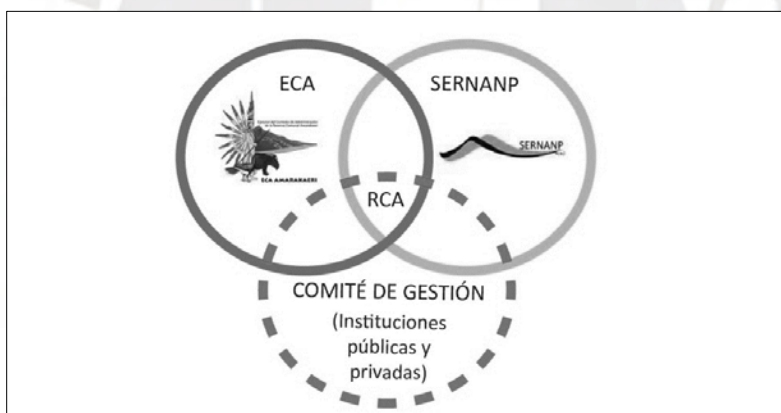 ECA
SERNANP
SERNANP
ECA AMARAKAERI
RCA
COMITÉ DE GESTIÓN
(Instituciones
públicas y
privadas)